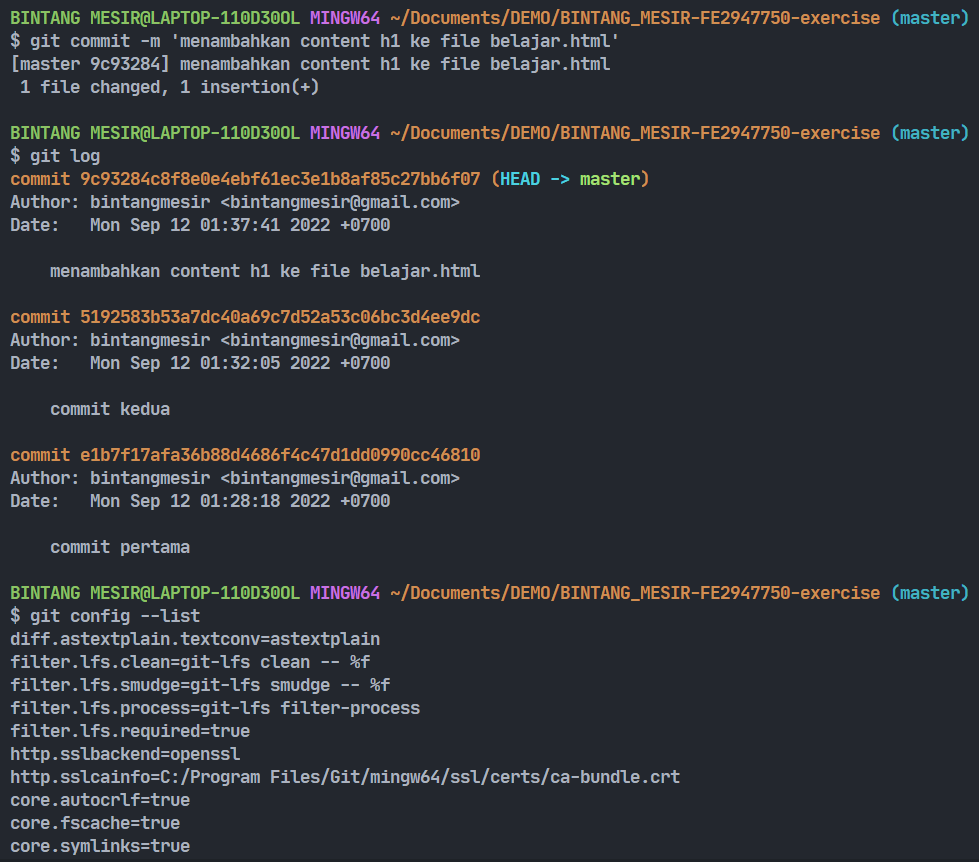 BINTANG MESIR@LAPTOP-110D30OL MINGW64 ~/Documents/DEMO/BINTANG_MESIR-FE2947750-exercise (master)
$ git commit -m 'menambahkan content h1 ke file belajar.html'
[master 9c93284] menambahkan content h1 ke file belajar.html
 1 file changed, 1 insertion(+)

BINTANG MESIR@LAPTOP-110D30OL MINGW64 ~/Documents/DEMO/BINTANG_MESIR-FE2947750-exercise (master)
$ git log
commit 9c93284c8f8e0e4ebf61ec3e1b8af85c27bb6f07 (HEAD -> master)
Author: bintangmesir <bintangmesir@gmail.com>
Date:   Mon Sep 12 01:37:41 2022 +0700

    menambahkan content h1 ke file belajar.html

commit 5192583b53a7dc40a69c7d52a53c06bc3d4ee9dc
Author: bintangmesir <bintangmesir@gmail.com>
Date:   Mon Sep 12 01:32:05 2022 +0700

    commit kedua

commit e1b7f17afa36b88d4686f4c47d1dd0990cc46810
Author: bintangmesir <bintangmesir@gmail.com>
Date:   Mon Sep 12 01:28:18 2022 +0700

    commit pertama

BINTANG MESIR@LAPTOP-110D30OL MINGW64 ~/Documents/DEMO/BINTANG_MESIR-FE2947750-exercise (master)
$ git config --list
diff.astextplain.textconv=astextplain
filter.lfs.clean=git-lfs clean -- %f
filter.lfs.smudge=git-lfs smudge -- %f
filter.lfs.process=git-lfs filter-process
filter.lfs.required=true
http.sslbackend=openssl
http.sslcainfo=C:/Program Files/Git/mingw64/ssl/certs/ca-bundle.crt
core.autocrlf=true
core.fscache=true
core.symlinks=true